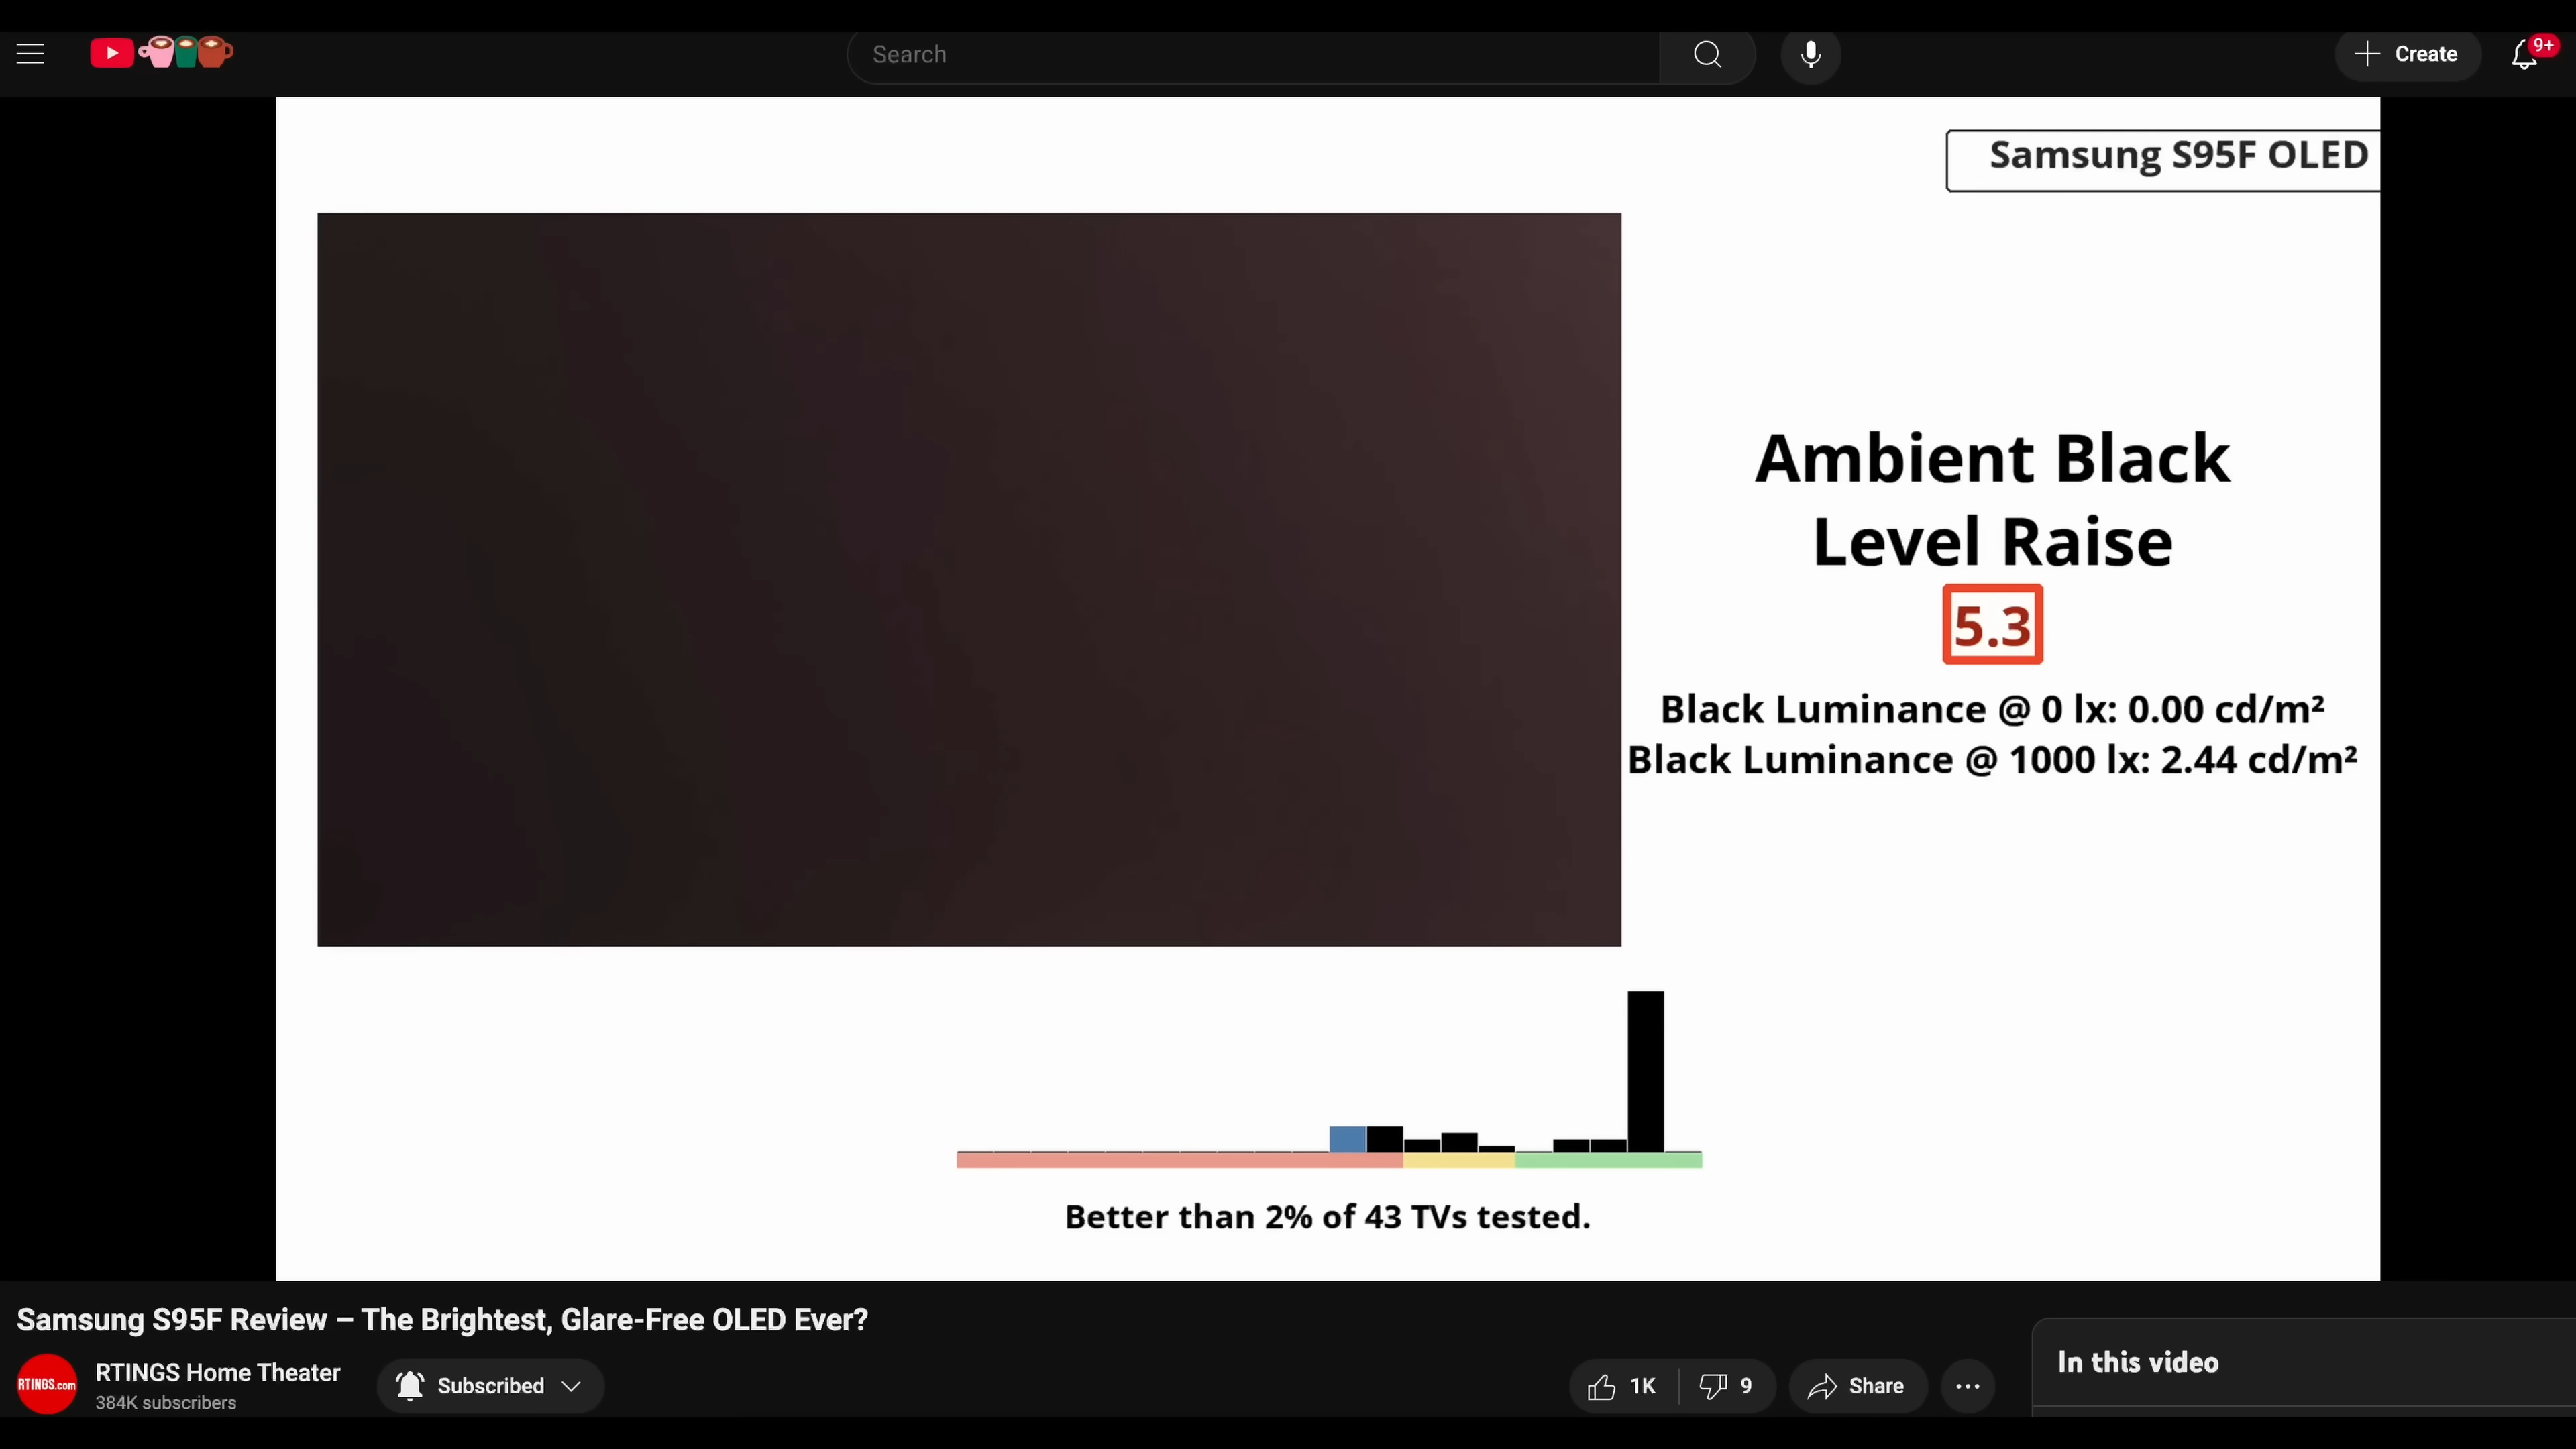 Search
Create
9+
Samsung S95F OLED
Ambient Black
Level Raise
5.3
Black Luminance @ 0 lx: 0.00 cd/m²
Black Luminance @ 1000 lx: 2.44 cd/m²
Better than 2% of 43 TVs tested.
Samsung S95F Review – The Brightest, Glare-Free OLED Ever?
RTINGS.com
RTINGS Home Theater
384K subscribers
Subscribed
1K
9
Share
In this video